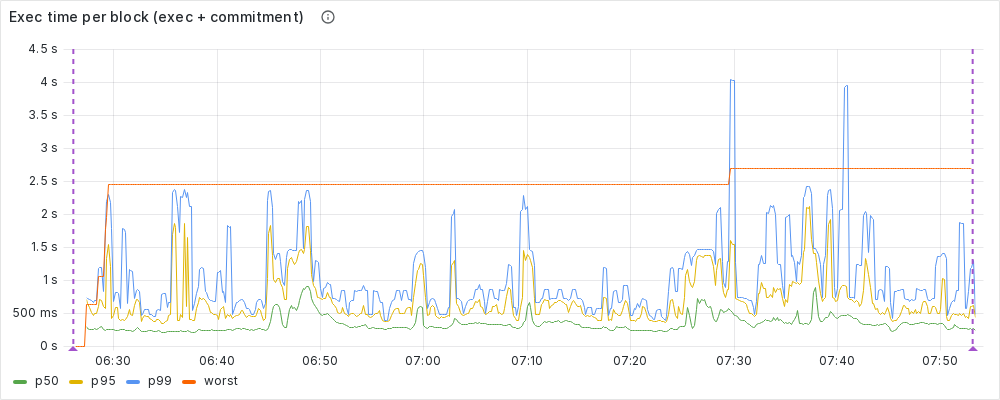 Exec time per block (exec + commitment)
4.5 s
4 s
3.5 s
3 s
2.5 s
2 s
1.5 s
1 s
500 ms
0 s
06:30 06:40 06:50 07:00 07:10 07:20 07:30 07:40 07:50
p50 p95 p99 worst